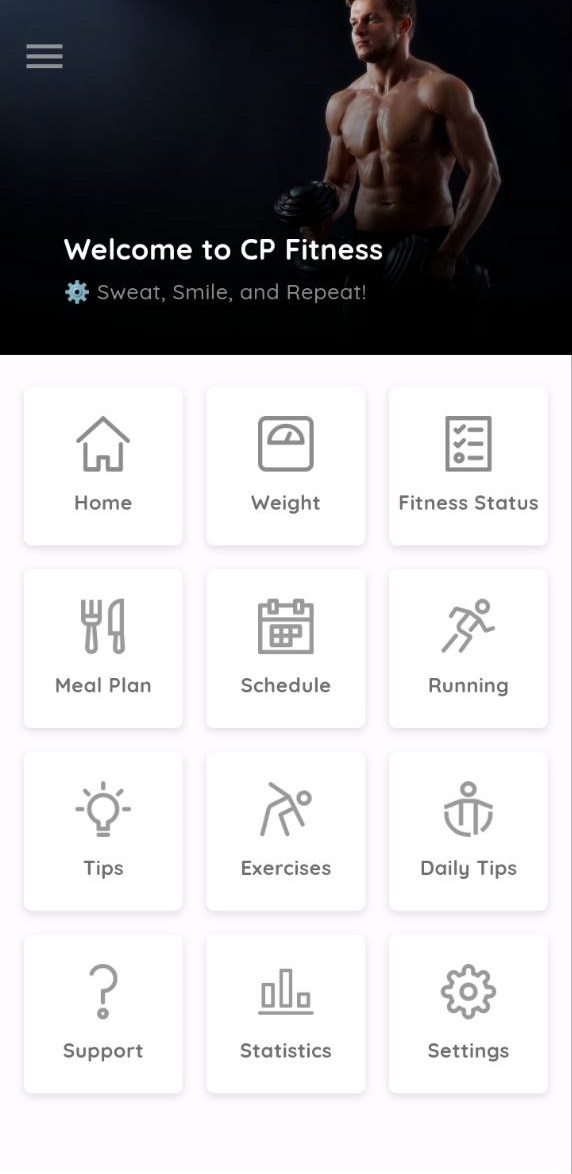 Welcome to CP Fitness
⚙️ Sweat, Smile, and Repeat!
Home
Weight
Fitness Status
Meal Plan
Schedule
Running
Tips
Exercises
Daily Tips
Support
Statistics
Settings